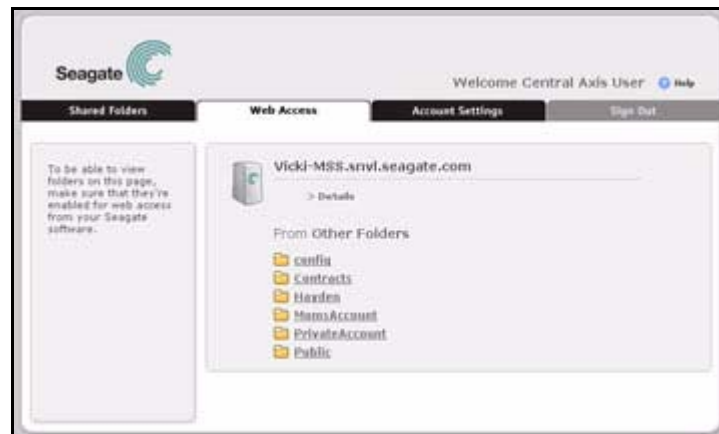 Seagate
Welcome Central Axis User
Help
Shared Folders
Web Access
Account Settings
Sign Out
To be able to view
folders on this page,
make sure that they're
enabled for web access
from your Seagate
software.
Vicki-MSS.snvl.seagate.com
> Details
From Other Folders
config
Contracts
MomsAccount
PrivateAccount
Public